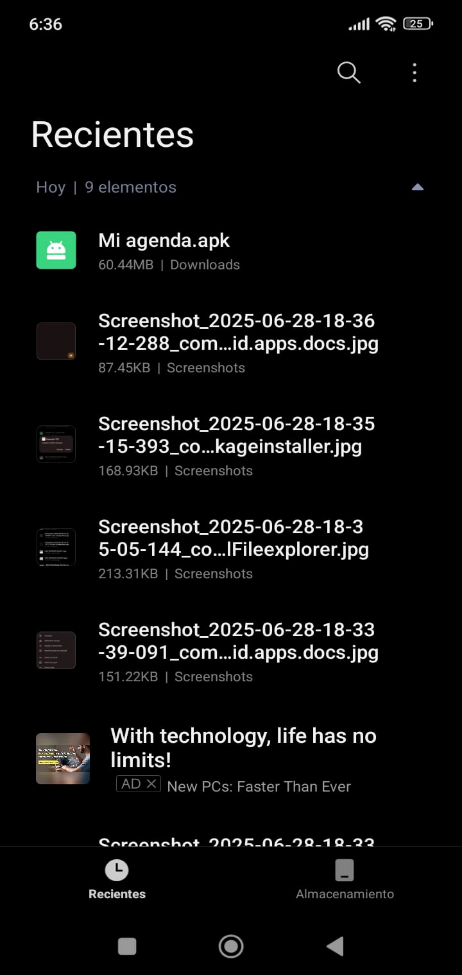 6:36
25
Recientes
Hoy | 9 elementos
Mi agenda.apk
60.44MB | Downloads
Screenshot_2025-06-28-18-36
-12-288_com…id.apps.docs.jpg
87.45KB | Screenshots
Screenshot_2025-06-28-18-35
-15-393_co…kageinstaller.jpg
168.93KB | Screenshots
Screenshot_2025-06-28-18-3
5-05-144_co…lFileexplorer.jpg
213.31KB | Screenshots
Screenshot_2025-06-28-18-33
-39-091_com…id.apps.docs.jpg
151.22KB | Screenshots
With technology, life has no
limits!
AD X New PCs: Faster Than Ever
Screenshot_2025-06-28-18-33
Recientes
Almacenamiento